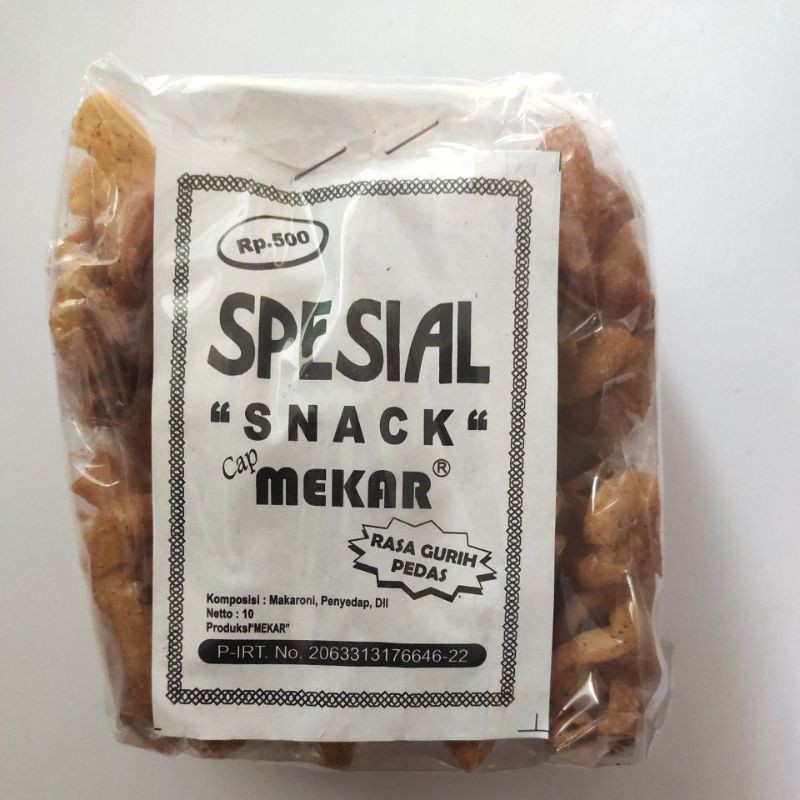 Rp.500
SPESIAL
“ SNACK “
Cap MEKAR®
RASA GURIH
PEDAS
Komposisi : Makaroni, Penyedap, Dll
Netto : 10
Produksi"MEKAR"
P-IRT. No. 2063313176646-22